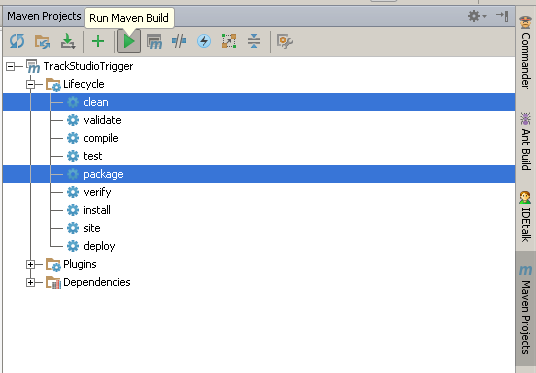 Maven Projects
Run Maven Build
TrackStudioTrigger
Lifecycle
clean
validate
compile
test
package
verify
install
site
deploy
Plugins
Dependencies
Commander
Ant Build
IDEtalk
Maven Projects